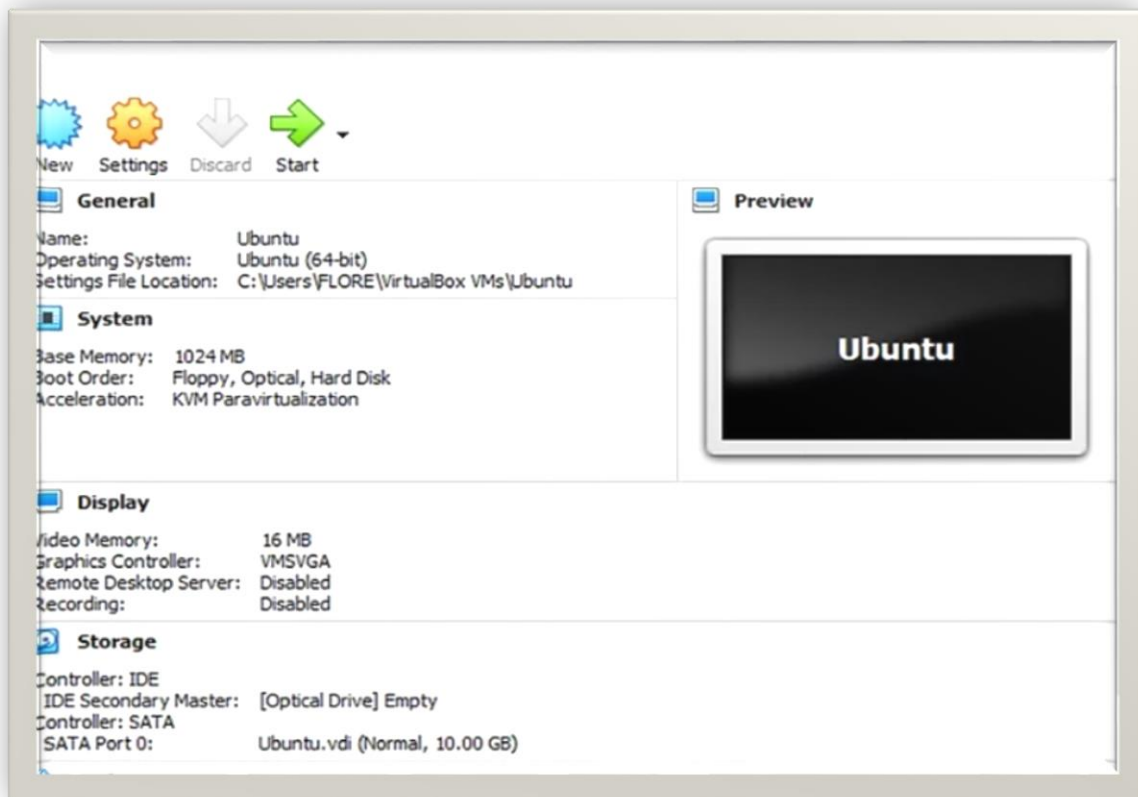 New Settings Discard Start
General
Name: Ubuntu
Operating System: Ubuntu (64-bit)
Settings File Location: C:\Users\FLORE\VirtualBox VMs\Ubuntu
System
Base Memory: 1024 MB
Boot Order: Floppy, Optical, Hard Disk
Acceleration: KVM Paravirtualization
Preview
Ubuntu
Display
Video Memory: 16 MB
Graphics Controller: VMSVGA
Remote Desktop Server: Disabled
Recording: Disabled
Storage
Controller: IDE
IDE Secondary Master: [Optical Drive] Empty
Controller: SATA
SATA Port 0: Ubuntu.vdi (Normal, 10.00 GB)